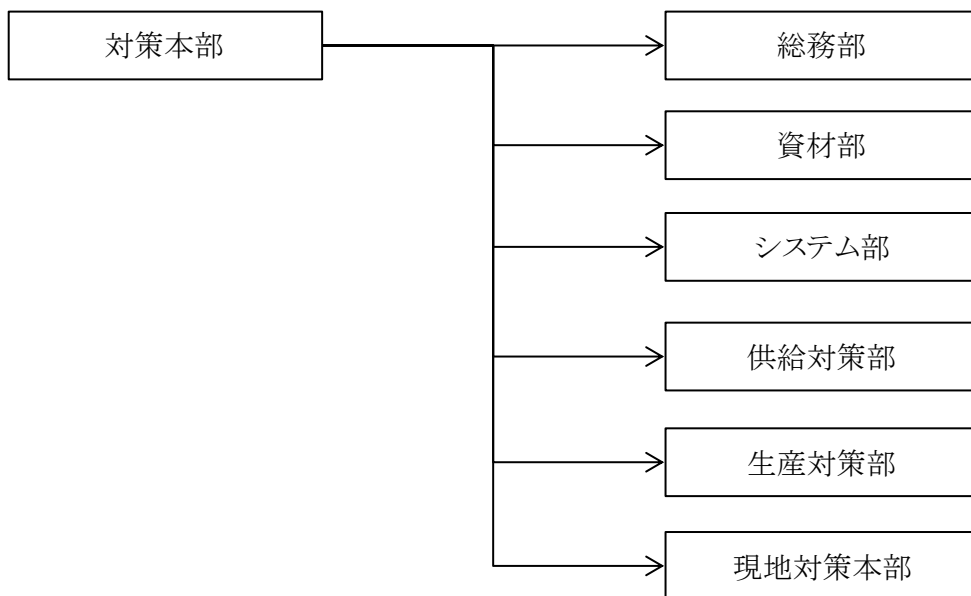 対策本部
総務部
資材部
システム部
供給対策部
生産対策部
現地対策本部